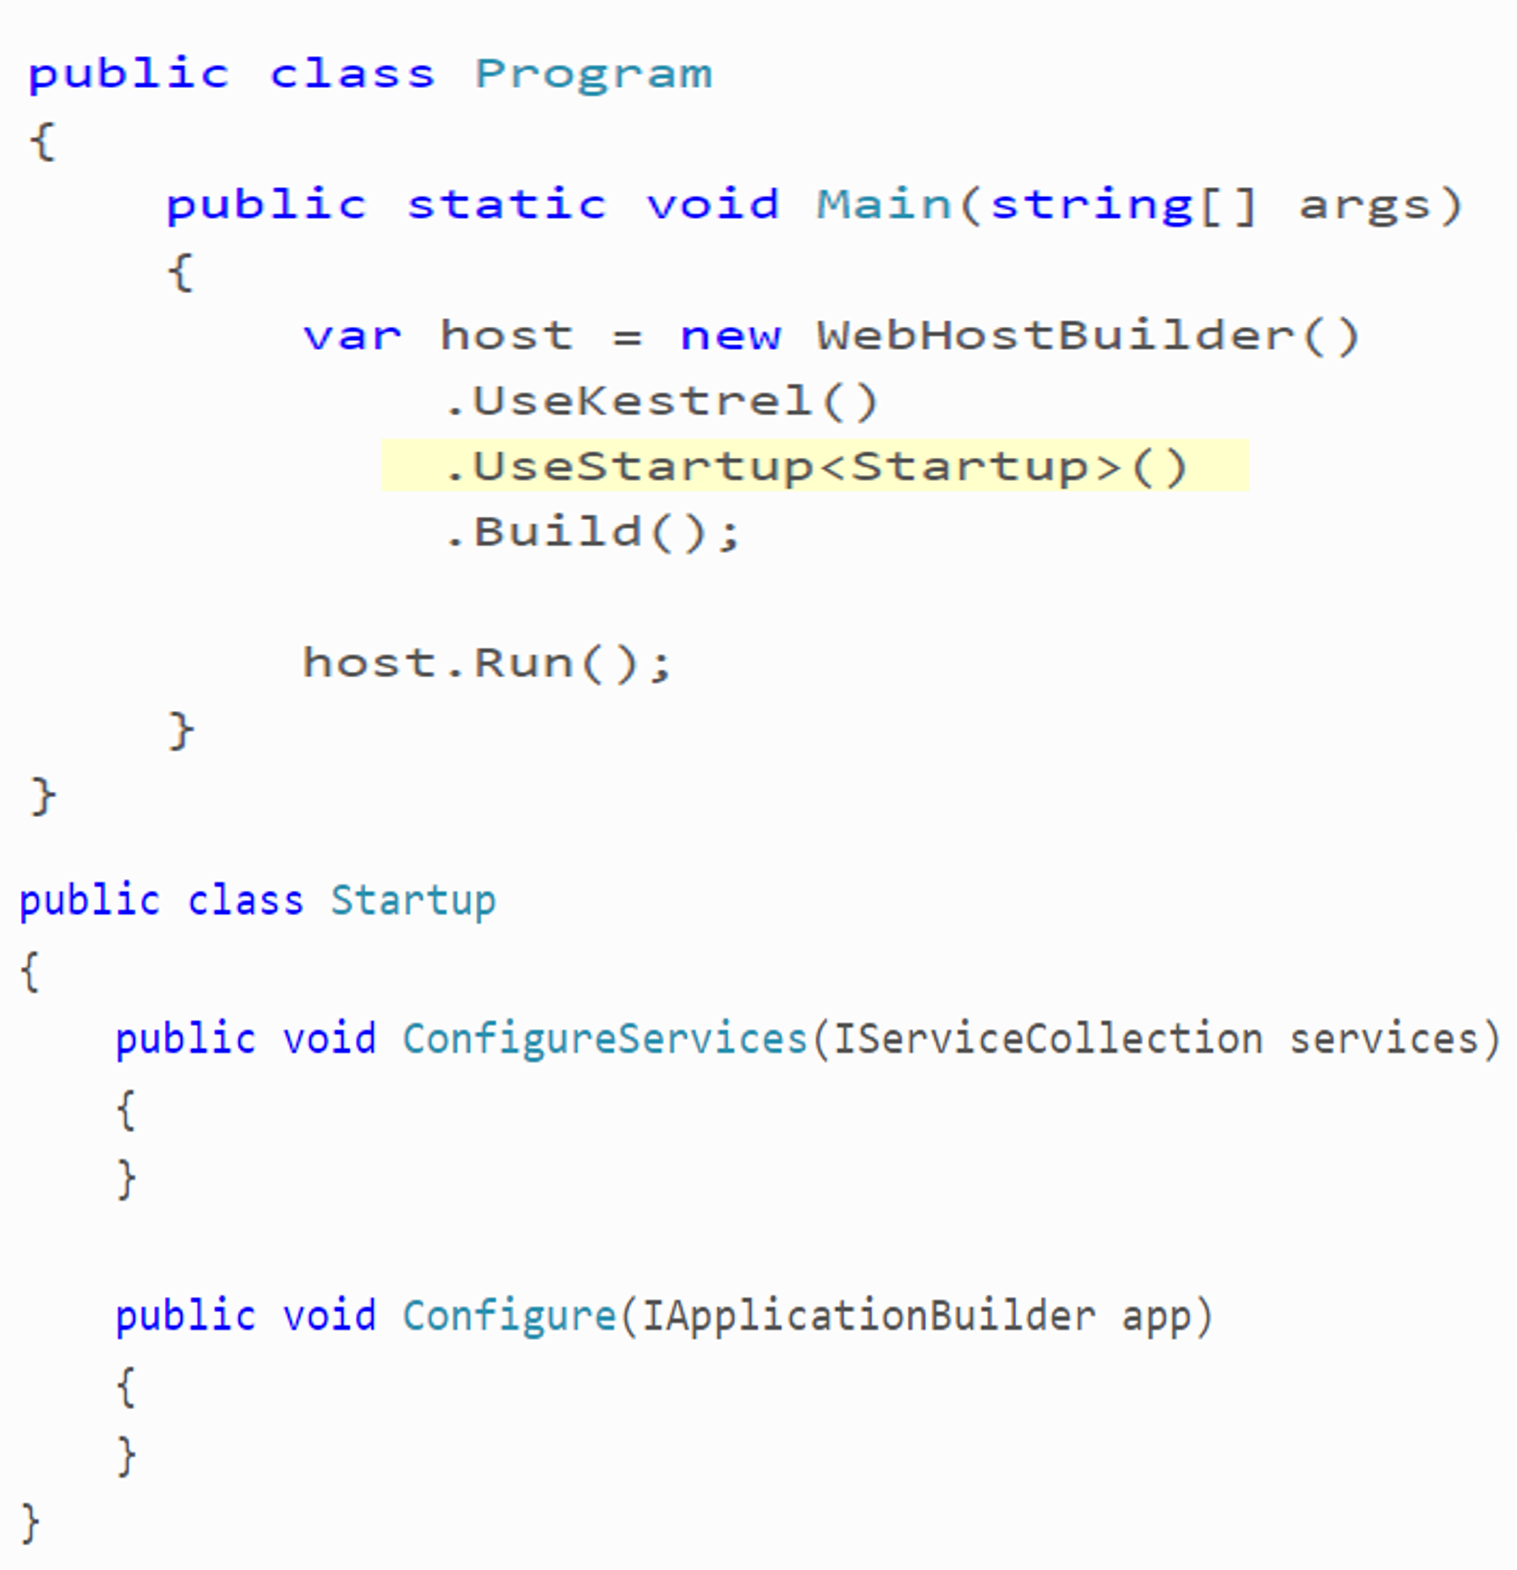 public class Program
{
    public static void Main(string[] args)
    {
        var host = new WebHostBuilder()
            .UseKestrel()
            .UseStartup<Startup>()
            .Build();

        host.Run();
    }
}
public class Startup
{
    public void ConfigureServices(IServiceCollection services)
    {
    }

    public void Configure(IApplicationBuilder app)
    {
    }
}